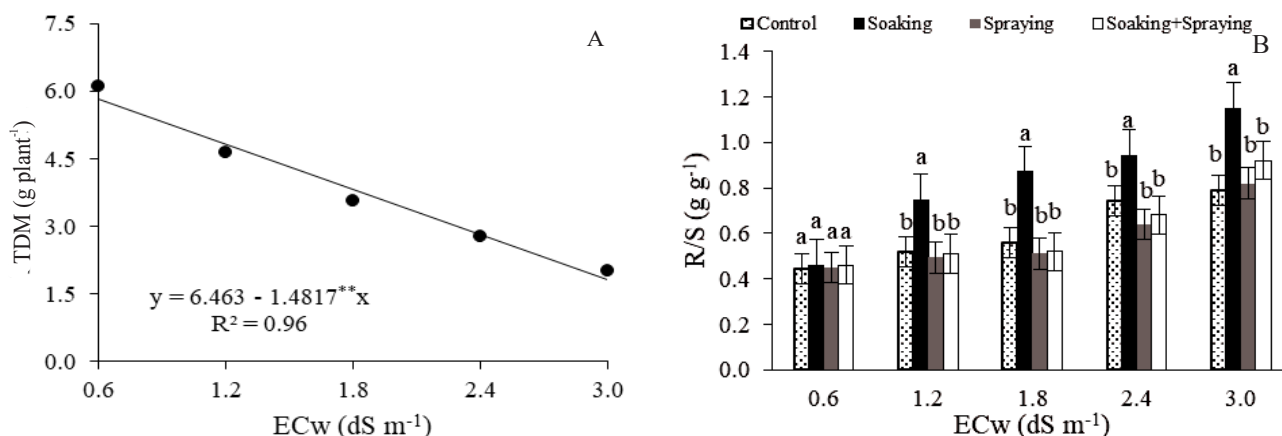 A
7.5
6.0
4.5
3.0
1.5
0.0
TDM (g plant⁻¹)
y = 6.463 - 1.4817**x
R² = 0.96
0.6 1.2 1.8 2.4 3.0
ECw (dS m⁻¹)
Control Soaking Spraying Soaking+Spraying
B
1.4
1.2
1.0
0.8
0.6
0.4
0.2
0.0
R/S (g g⁻¹)
a a a a
b a b b
b a b b
b a b b
b a b b
0.6 1.2 1.8 2.4 3.0
ECw (dS m⁻¹)